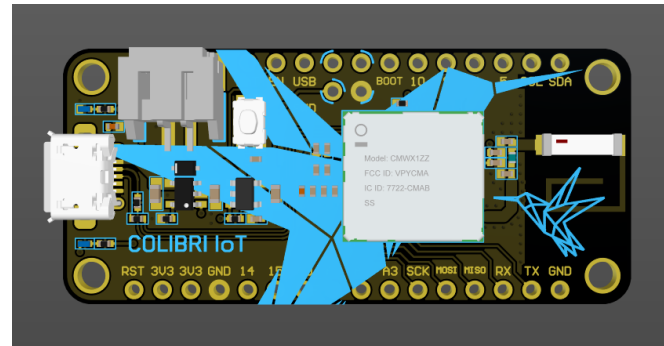 USB BOOT 10 5 SCL SDA
Model: CMWX1ZZ
FCC ID: VPYCMA
IC ID: 7722-CMAB
SS
COLIBRI IoT
RST 3V3 3V3 GND 14 15 A3 SCK MOSI MISO RX TX GND